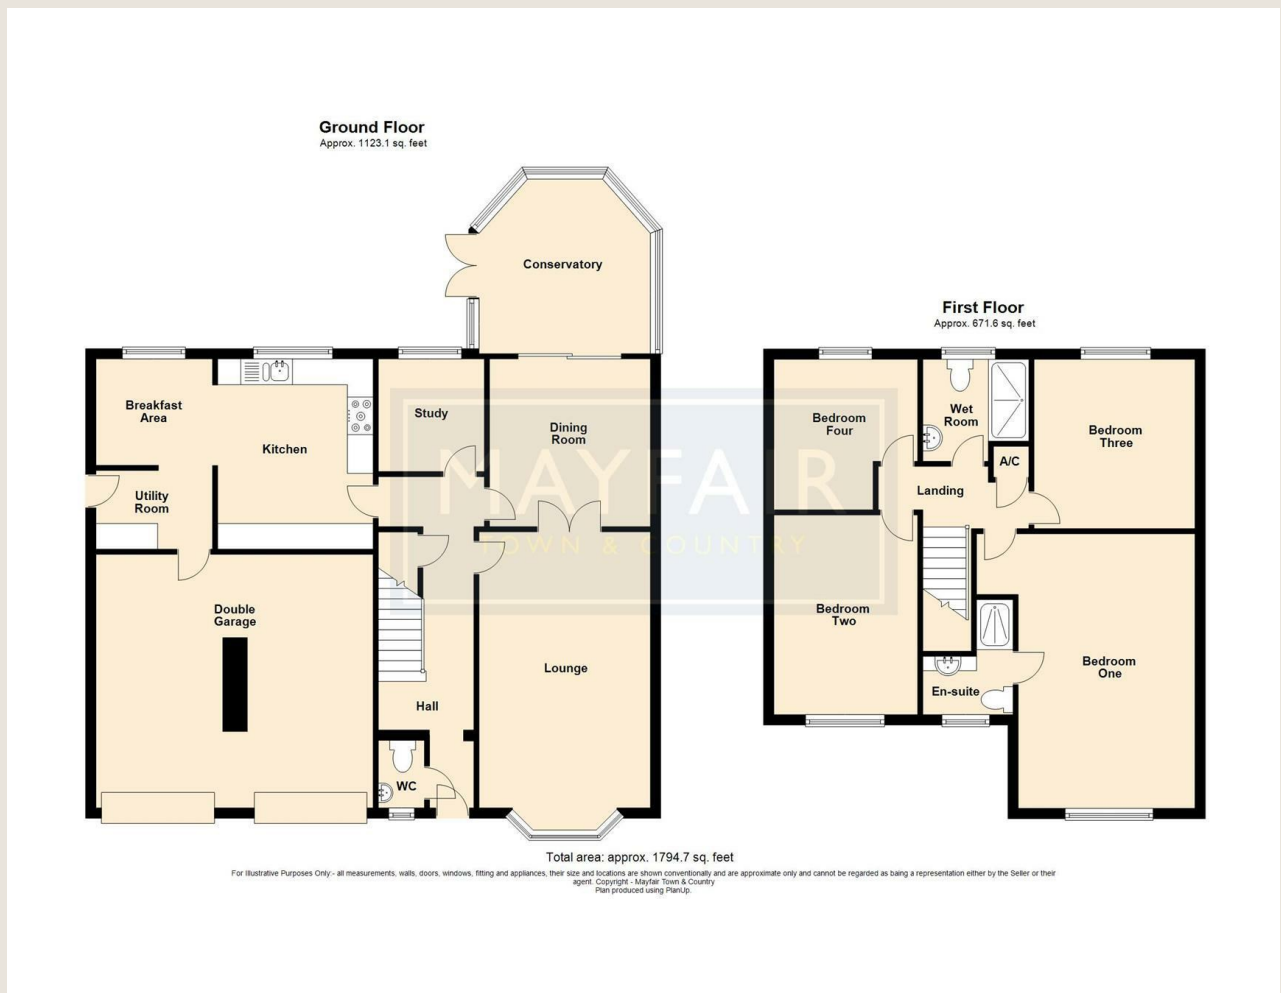 Ground Floor
Approx. 1123.1 sq. feet
Conservatory
First Floor
Approx. 671.6 sq. feet
Breakfast
Area
Kitchen
Study
Dining
Room
Utility
Room
Double
Garage
Lounge
Hall
WC
Bedroom
Four
Wet
Room
Bedroom
Three
A/C
Landing
Bedroom
Two
Bedroom
One
En-suite
MAYFAIR
TOWN & COUNTRY
Total area: approx. 1794.7 sq. feet
For Illustrative Purposes Only:- all measurements, walls, doors, windows, fitting and appliances, their size and locations are shown conventionally and are approximate only and cannot be regarded as being a representation either by the Seller or their
agent. Copyright - Mayfair Town & Country
Plan produced using PlanUp.